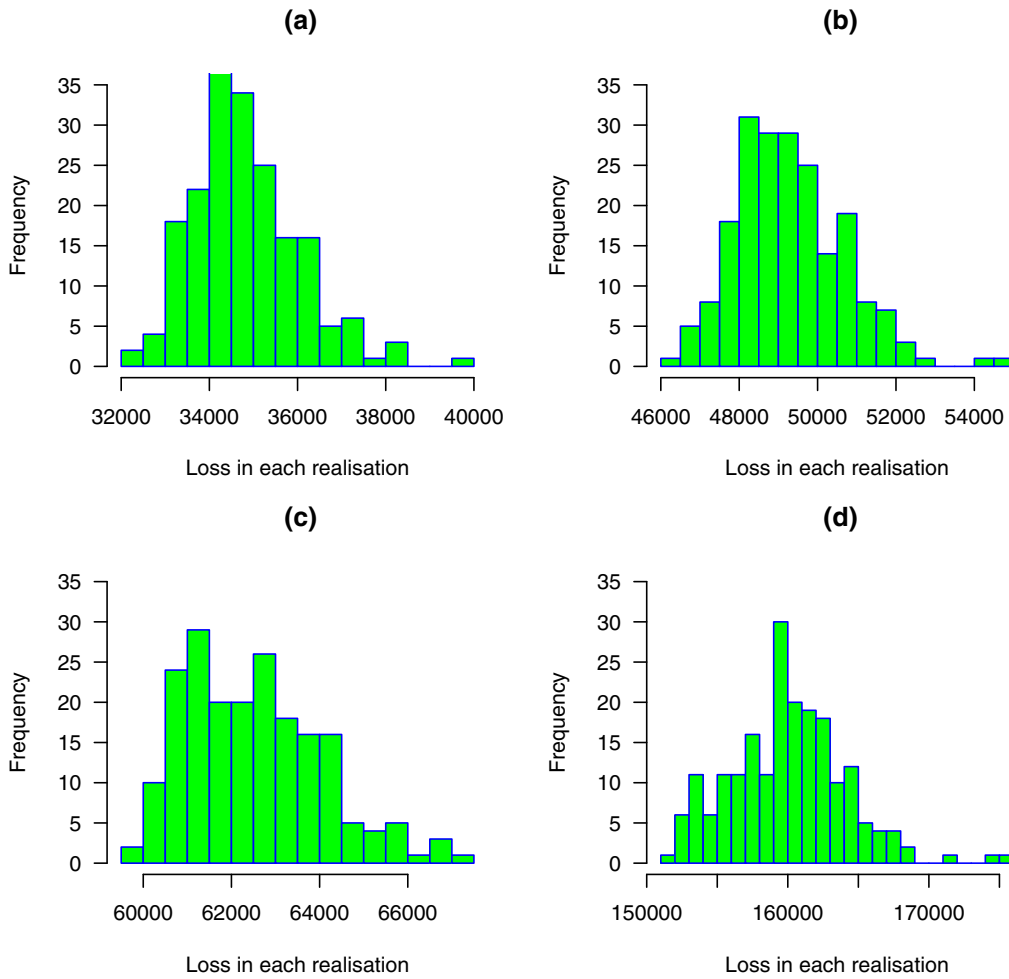 (a)
35
30
25
20
15
10
5
0
Frequency
32000 34000 36000 38000 40000
Loss in each realisation
(b)
35
30
25
20
15
10
5
0
Frequency
46000 48000 50000 52000 54000
Loss in each realisation
(c)
35
30
25
20
15
10
5
0
Frequency
60000 62000 64000 66000
Loss in each realisation
(d)
35
30
25
20
15
10
5
0
Frequency
150000 160000 170000
Loss in each realisation